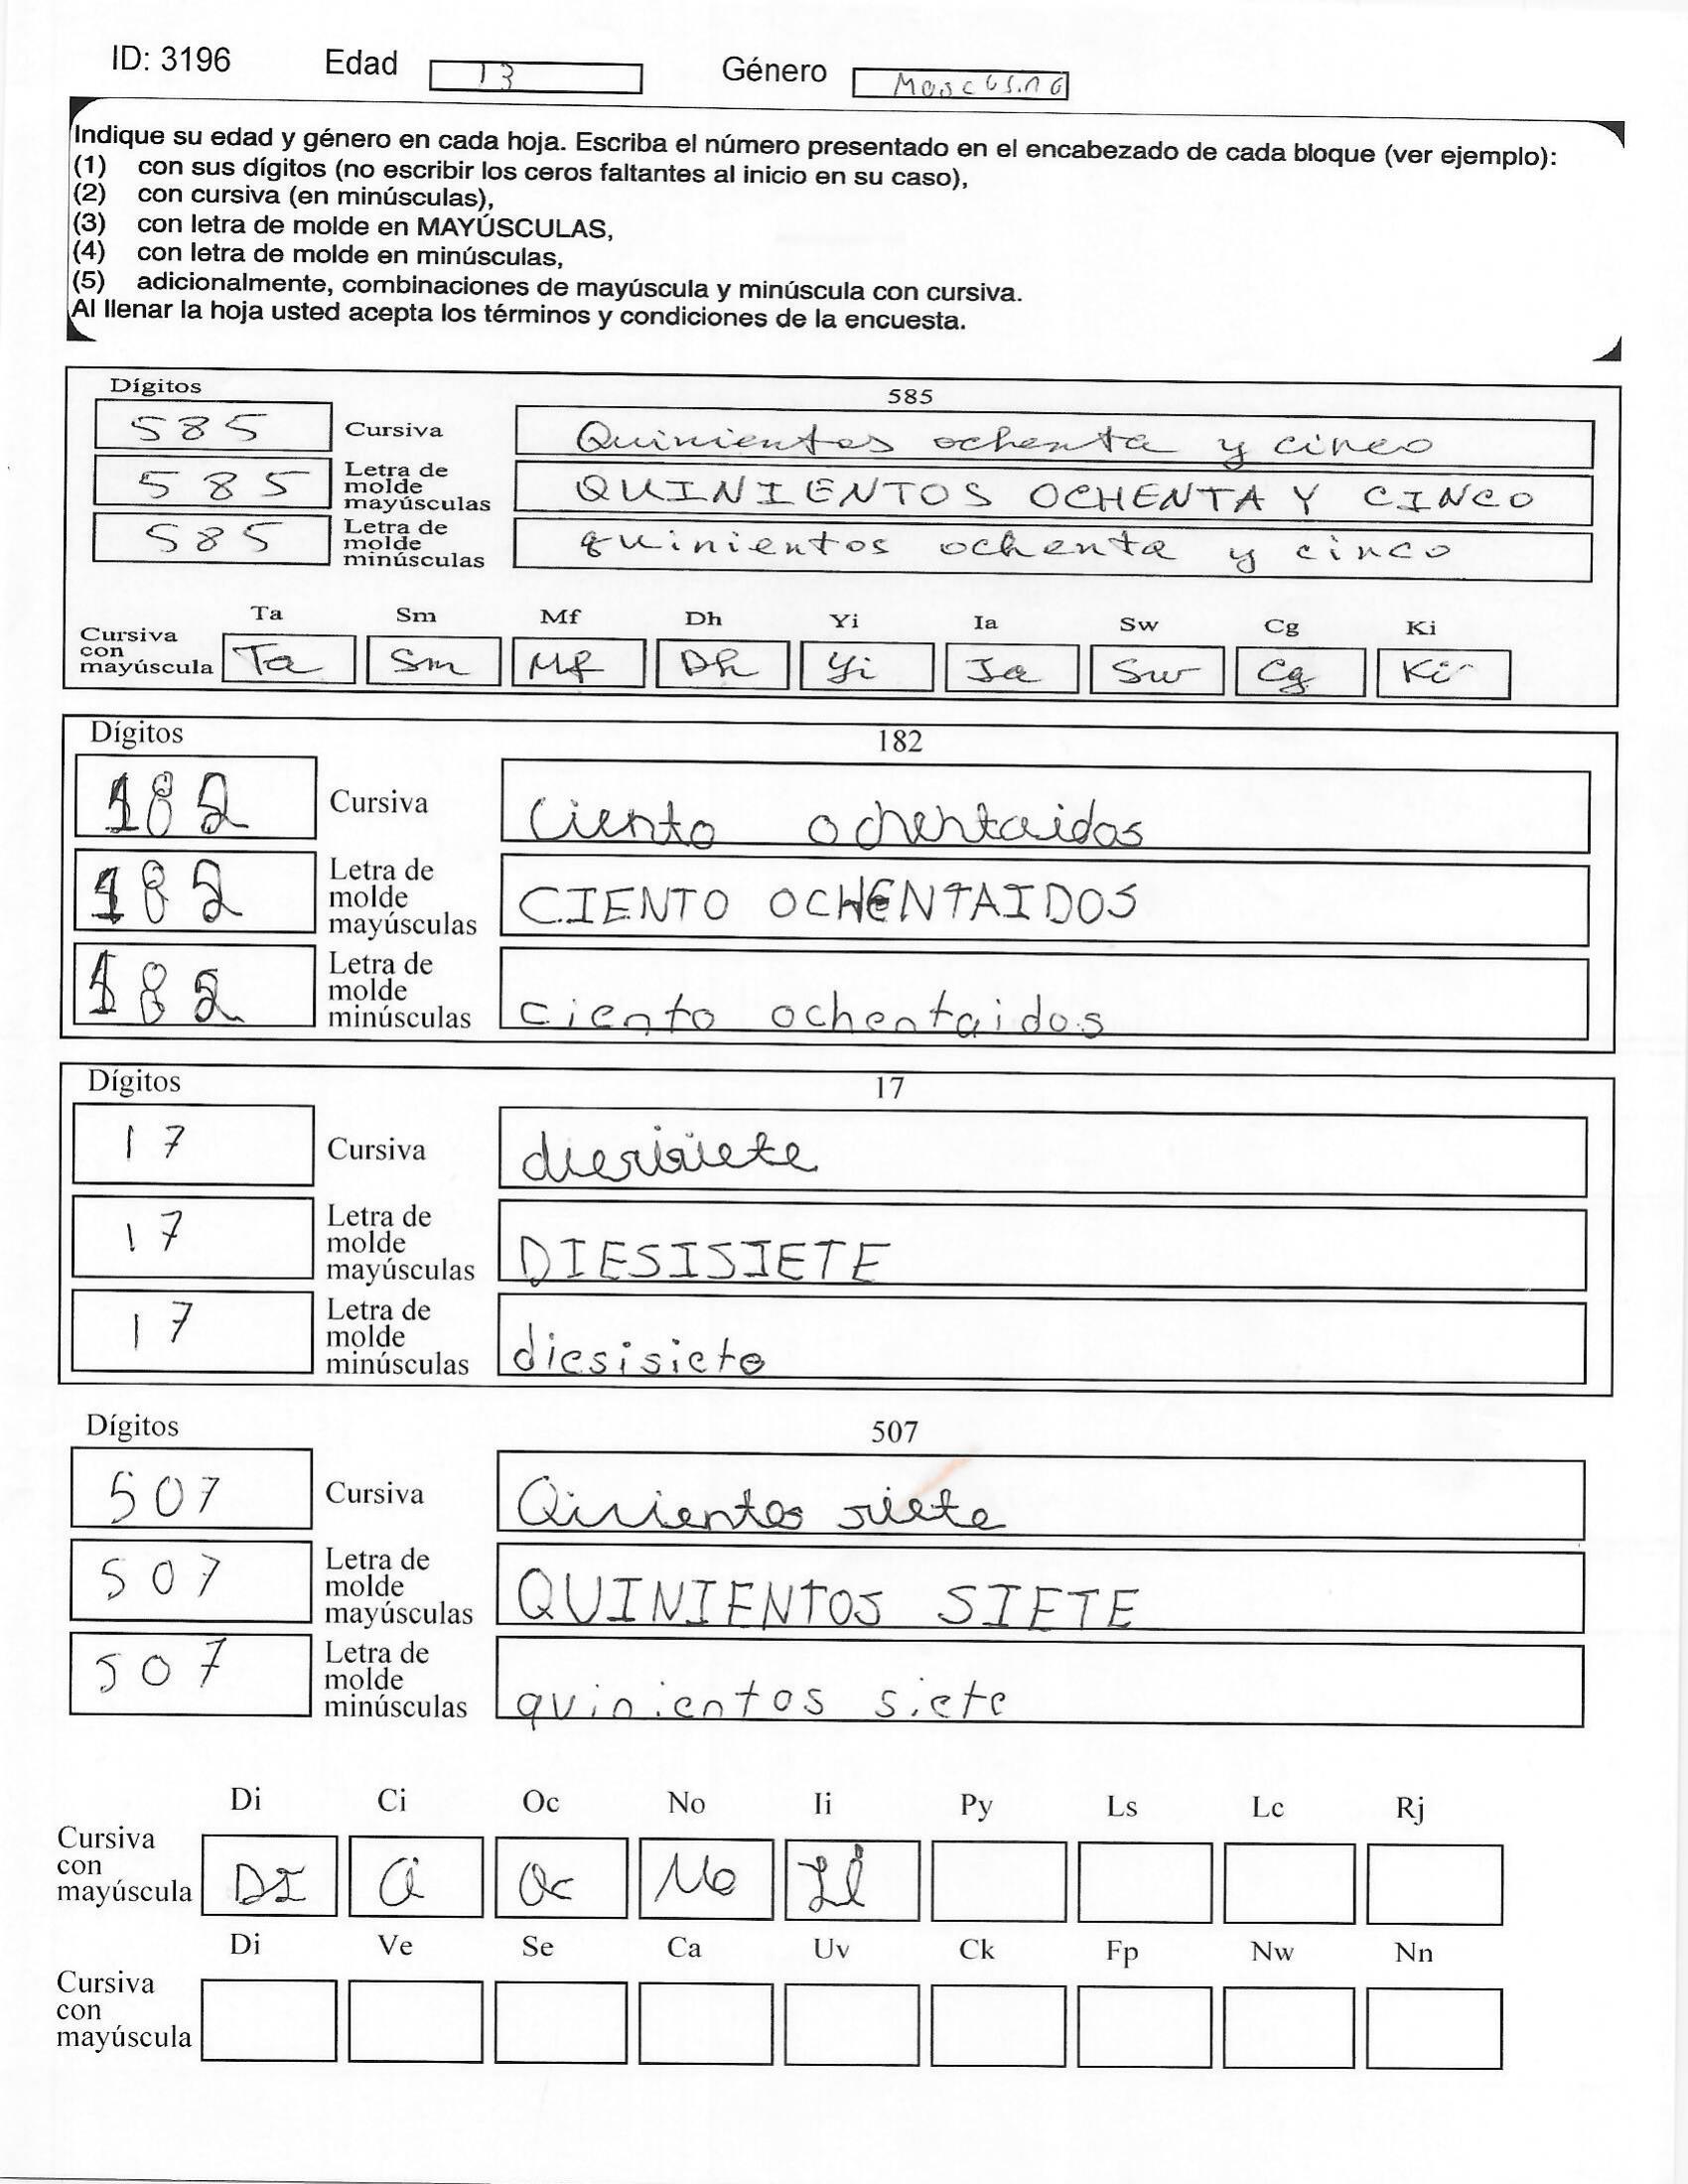 ID: 3196 Edad 13 Género
Indique su edad y género en cada hoja. Escriba el número presentado en el encabezado de cada bloque (ver ejemplo):
(1) con sus dígitos (no escribir los ceros faltantes al inicio en su caso),
(2) con cursiva (en minúsculas),
(3) con letra de molde en MAYÚSCULAS,
(4) con letra de molde en minúsculas,
(5) adicionalmente, combinaciones de mayúscula y minúscula con cursiva.
Al llenar la hoja usted acepta los términos y condiciones de la encuesta.
Dígitos 585
585 Cursiva Quinientos ochenta y cinco
585 Letra de molde mayúsculas QUINIENTOS OCHENTA Y CINCO
585 Letra de molde minúsculas quinientos ochenta y cinco
Ta Sm Mf Dh Yi Ia Sw Cg Ki
Cursiva con mayúscula Ta Sm Mf Dh Yi Ia Sw Cg Ki
Dígitos 182
182 Cursiva Ciento ochentaidos
182 Letra de molde mayúsculas CIENTO OCHENTAIDOS
182 Letra de molde minúsculas ciento ochentaidos
Dígitos 17
17 Cursiva diesisiete
17 Letra de molde mayúsculas DIESISIETE
17 Letra de molde minúsculas diesisiete
Dígitos 507
507 Cursiva siete
507 Letra de molde mayúsculas QUINIENTOS SIETE
507 Letra de molde minúsculas quinientos siete
Di Ci Oc No Ii Py Ls Lc Rj
Cursiva con mayúscula DI Ci Oc No Ii
Di Ve Se Ca Uv Ck Fp Nw Nn
Cursiva con mayúscula